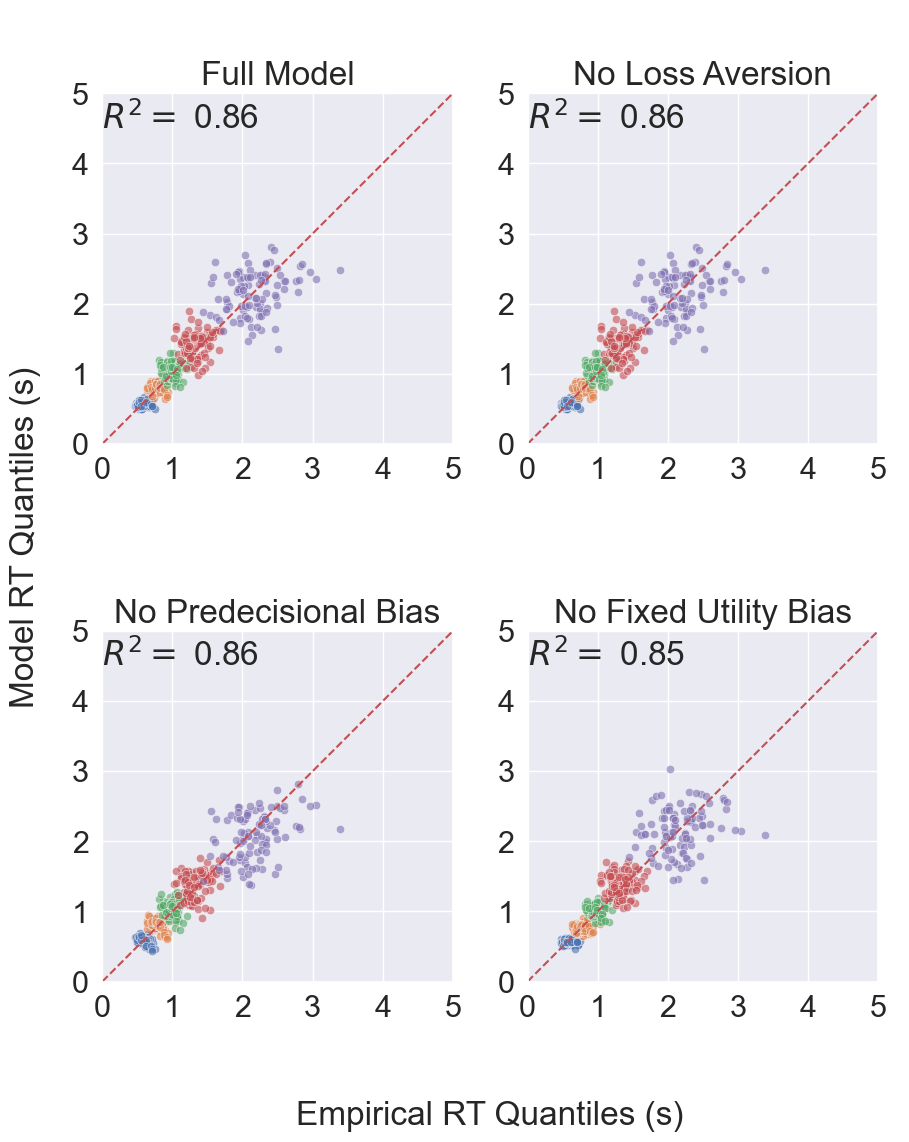 Full Model
R² = 0.86
5
4
3
2
1
0
0 1 2 3 4 5
No Loss Aversion
R² = 0.86
5
4
3
2
1
0
0 1 2 3 4 5
Model RT Quantiles (s)
No Predecisional Bias
R² = 0.86
5
4
3
2
1
0
0 1 2 3 4 5
No Fixed Utility Bias
R² = 0.85
5
4
3
2
1
0
0 1 2 3 4 5
Empirical RT Quantiles (s)